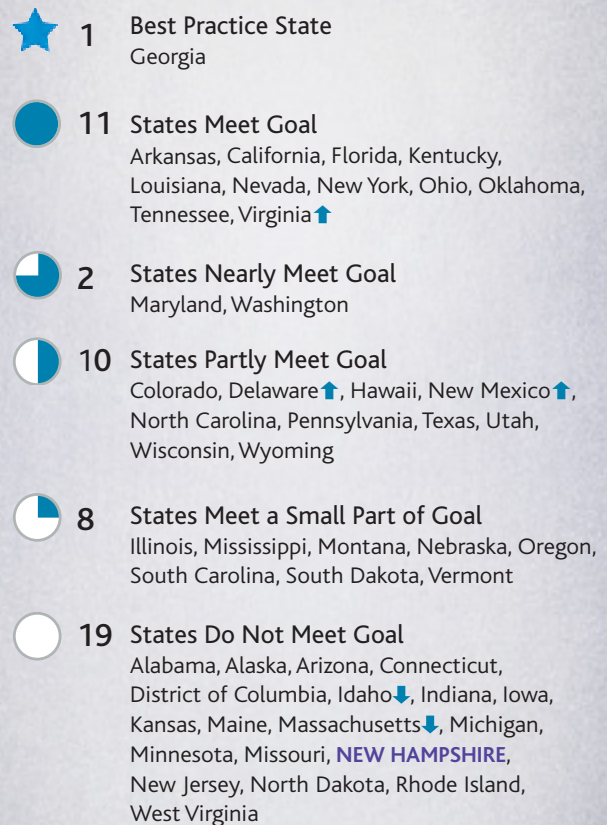 1 Best Practice State
Georgia
11 States Meet Goal
Arkansas, California, Florida, Kentucky,
Louisiana, Nevada, New York, Ohio, Oklahoma,
Tennessee, Virginia⬆
2 States Nearly Meet Goal
Maryland, Washington
10 States Partly Meet Goal
Colorado, Delaware⬆, Hawaii, New Mexico⬆,
North Carolina, Pennsylvania, Texas, Utah,
Wisconsin, Wyoming
8 States Meet a Small Part of Goal
Illinois, Mississippi, Montana, Nebraska, Oregon,
South Carolina, South Dakota, Vermont
19 States Do Not Meet Goal
Alabama, Alaska, Arizona, Connecticut,
District of Columbia, Idaho⬇, Indiana, Iowa,
Kansas, Maine, Massachusetts⬇, Michigan,
Minnesota, Missouri, NEW HAMPSHIRE,
New Jersey, North Dakota, Rhode Island,
West Virginia